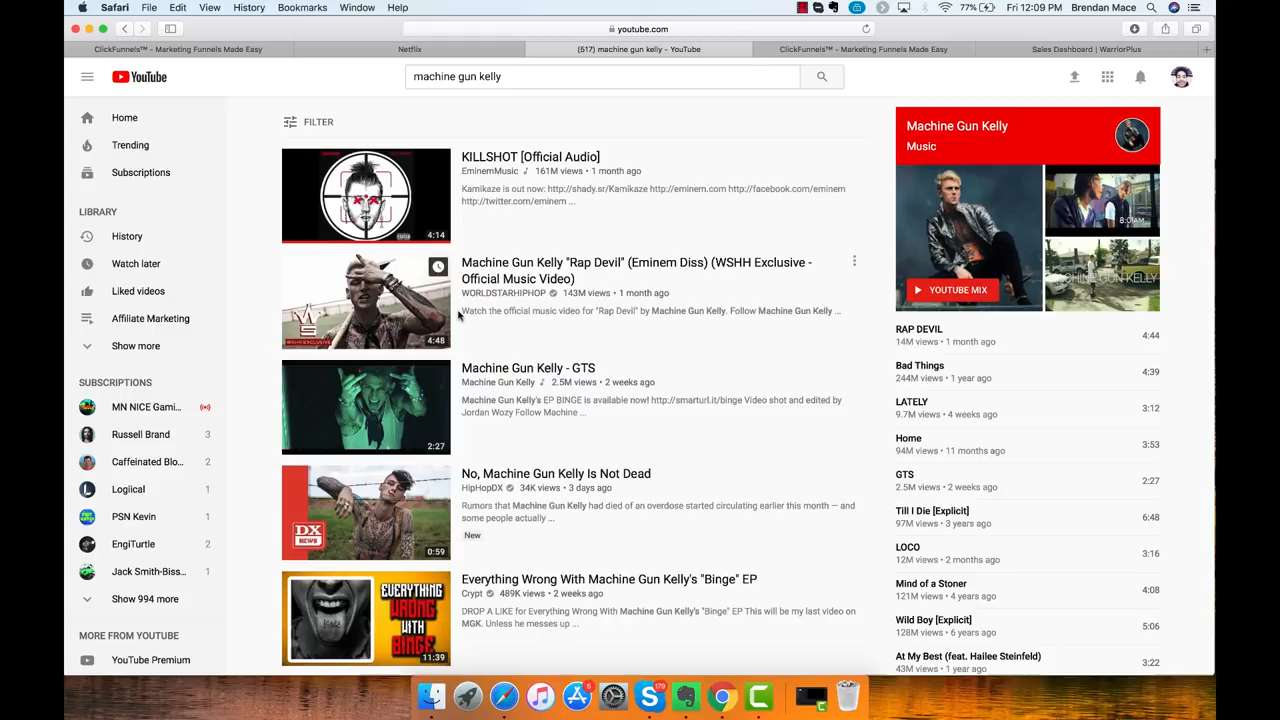 Safari File Edit View History Bookmarks Window Help 77% Fri 12:09 PM Brendan Mace
youtube.com
ClickFunnels™ - Marketing Funnels Made Easy Netflix (517) machine gun kelly - YouTube ClickFunnels™ - Marketing Funnels Made Easy Sales Dashboard | WarriorPlus
YouTube
machine gun kelly
Home
Trending
Subscriptions
LIBRARY
History
Watch later
Liked videos
Affiliate Marketing
Show more
SUBSCRIPTIONS
MN NICE Gami...
Russell Brand 3
Caffeinated Blo... 2
Logiical 1
PSN Kevin 1
EngiTurtle 2
Jack Smith-Biss... 1
Show 994 more
MORE FROM YOUTUBE
YouTube Premium
FILTER
4:14
KILLSHOT [Official Audio]
EminemMusic 161M views • 1 month ago
Kamikaze is out now: http://shady.sr/Kamikaze http://eminem.com http://facebook.com/eminem
http://twitter.com/eminem ...
WSHH EXCLUSIVE
4:48
Machine Gun Kelly "Rap Devil" (Eminem Diss) (WSHH Exclusive -
Official Music Video)
WORLDSTARHIPHOP 143M views • 1 month ago
Watch the official music video for "Rap Devil" by Machine Gun Kelly. Follow Machine Gun Kelly ...
2:27
Machine Gun Kelly - GTS
Machine Gun Kelly 2.5M views • 2 weeks ago
Machine Gun Kelly's EP BINGE is available now! http://smarturl.it/binge Video shot and edited by
Jordan Wozy Follow Machine ...
DX
NEWS
0:59
No, Machine Gun Kelly Is Not Dead
HipHopDX 34K views • 3 days ago
Rumors that Machine Gun Kelly had died of an overdose started circulating earlier this month — and
some people actually ...
New
EVERYTHING
WRONG
WITH
BINGE
11:39
Everything Wrong With Machine Gun Kelly's "Binge" EP
Crypt 489K views • 2 weeks ago
DROP A LIKE for Everything Wrong With Machine Gun Kelly's "Binge" EP This will be my last video on
MGK. Unless he messes up ...
Machine Gun Kelly
Music
8:01AM
MACHINE GUN KELLY
YOUTUBE MIX
RAP DEVIL 4:44
14M views • 1 month ago
Bad Things 4:39
244M views • 1 year ago
LATELY 3:12
9.7M views • 4 weeks ago
Home 3:53
94M views • 11 months ago
GTS 2:27
2.5M views • 2 weeks ago
Till I Die [Explicit] 6:48
97M views • 3 years ago
LOCO 3:16
12M views • 2 months ago
Mind of a Stoner 4:08
121M views • 4 years ago
Wild Boy [Explicit] 5:06
128M views • 6 years ago
At My Best (feat. Hailee Steinfeld) 3:22
43M views • 1 year ago
5
179